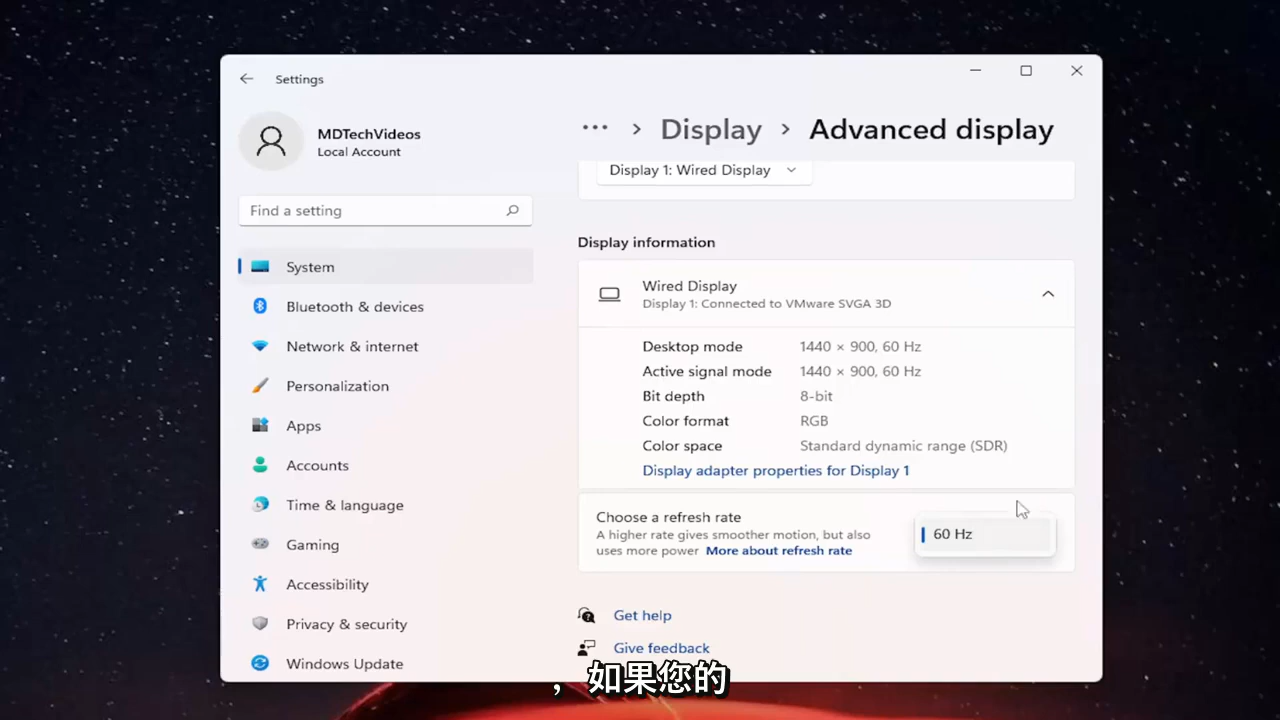 Settings
MDTechVideos
Local Account
Find a setting
System
Bluetooth & devices
Network & internet
Personalization
Apps
Accounts
Time & language
Gaming
Accessibility
Privacy & security
Windows Update
··· > Display > Advanced display
Display 1: Wired Display
Display information
Wired Display
Display 1: Connected to VMware SVGA 3D
Desktop mode 1440 × 900, 60 Hz
Active signal mode 1440 × 900, 60 Hz
Bit depth 8-bit
Color format RGB
Color space Standard dynamic range (SDR)
Display adapter properties for Display 1
Choose a refresh rate
A higher rate gives smoother motion, but also
uses more power More about refresh rate
60 Hz
Get help
Give feedback
，如果您的